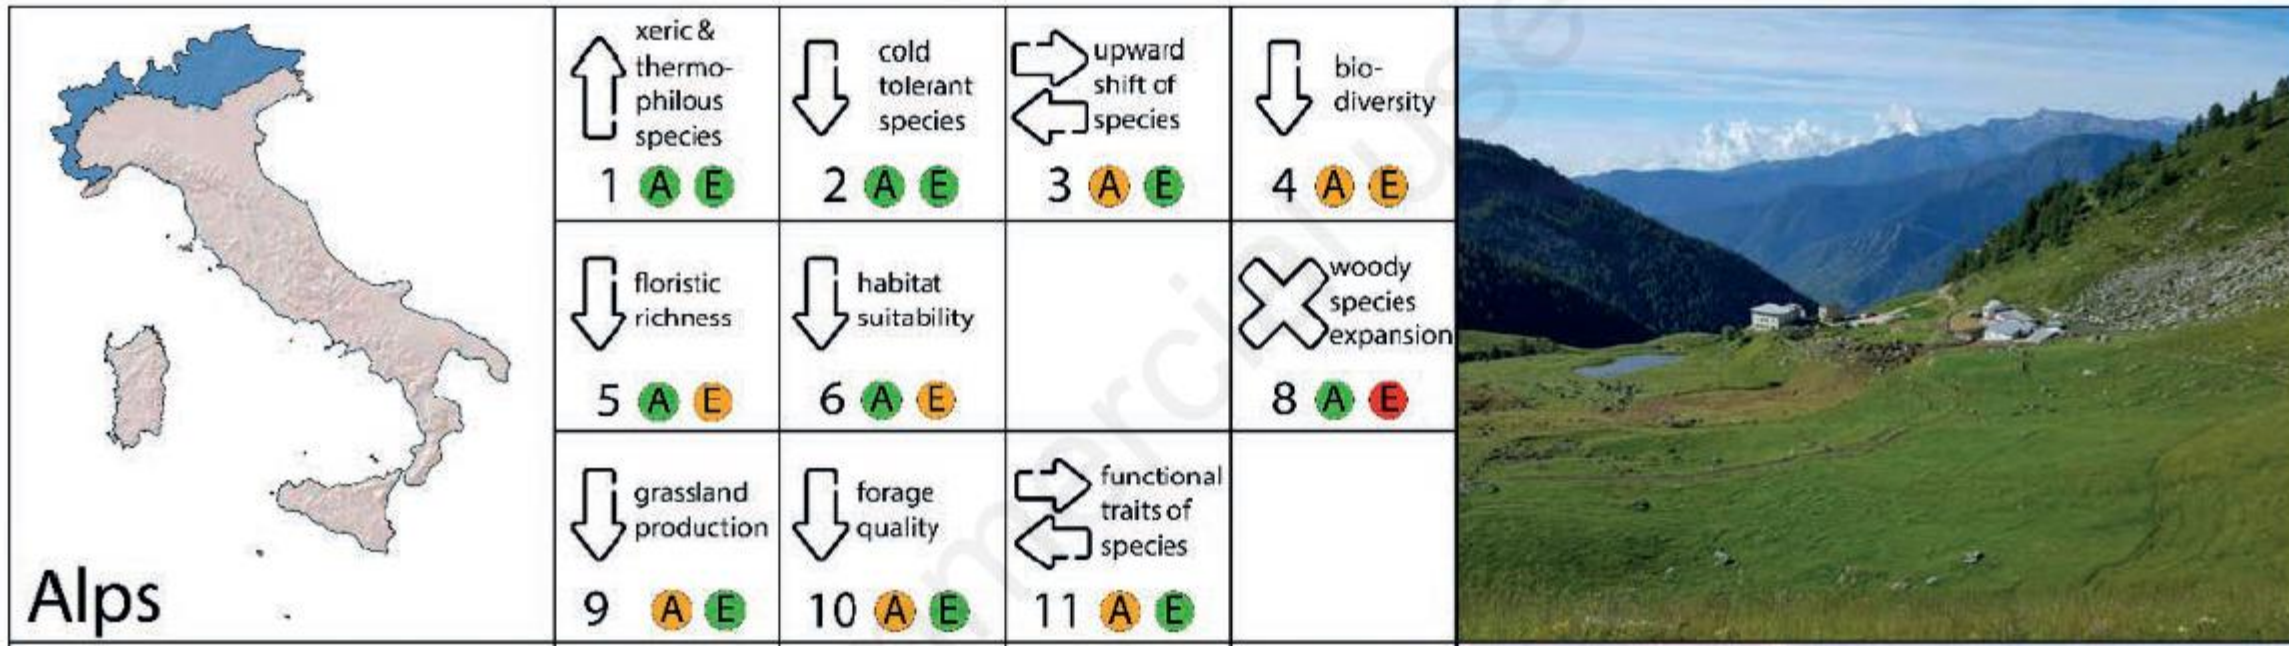 xeric &
thermo-
philous
species
1 A E
cold
tolerant
species
2 A E
upward
shift of
species
3 A E
bio-
diversity
4 A E
floristic
richness
5 A E
habitat
suitability
6 A E
woody
species
expansion
8 A E
grassland
production
9 A E
forage
quality
10 A E
functional
traits of
species
11 A E
Alps